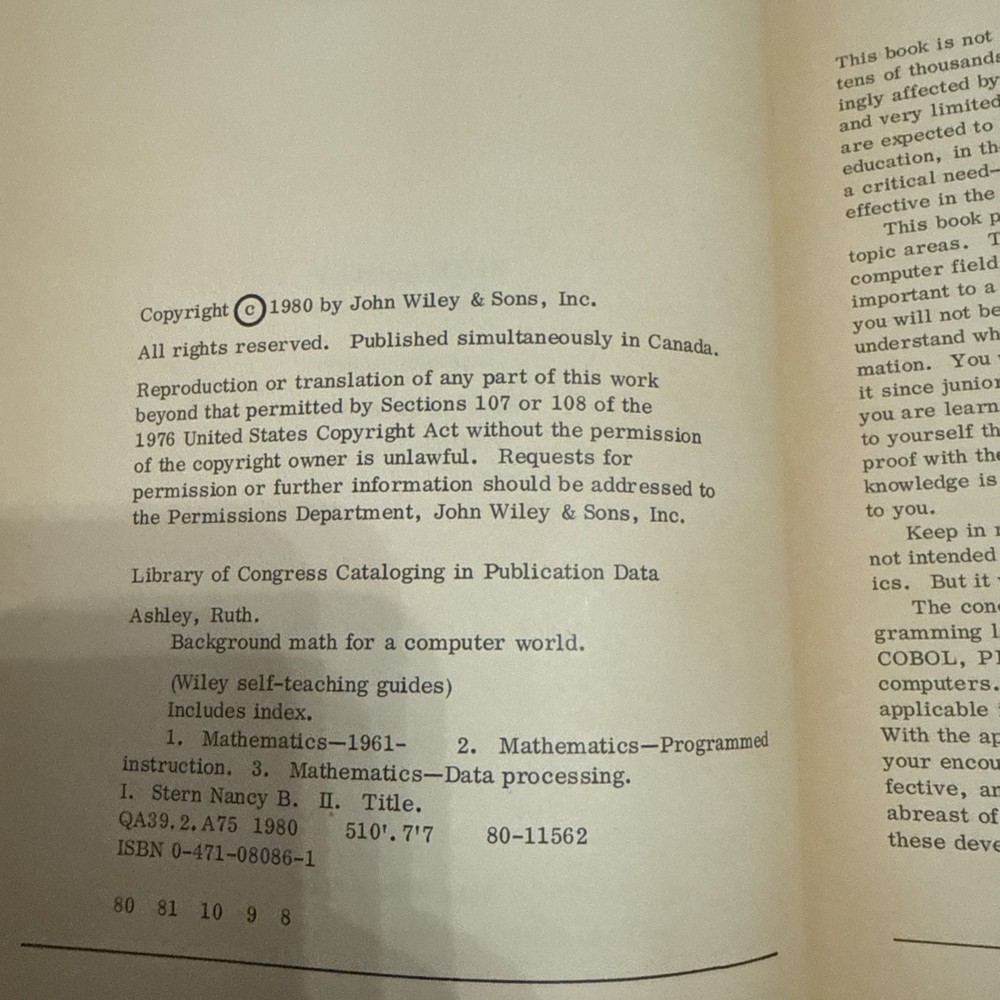 Copyright © 1980 by John Wiley & Sons, Inc.
All rights reserved. Published simultaneously in Canada.
Reproduction or translation of any part of this work
beyond that permitted by Sections 107 or 108 of the
1976 United States Copyright Act without the permission
of the copyright owner is unlawful. Requests for
permission or further information should be addressed to
the Permissions Department, John Wiley & Sons, Inc.
Library of Congress Cataloging in Publication Data
Ashley, Ruth.
Background math for a computer world.
(Wiley self-teaching guides)
Includes index.
1. Mathematics—1961- 2. Mathematics—Programmed
instruction. 3. Mathematics—Data processing.
I. Stern Nancy B. II. Title.
QA39.2.A75 1980 510'.7'7 80-11562
ISBN 0-471-08086-1
80 81 10 9 8
This book is not
tens of thousands
ingly affected by
and very limited
are expected to
education, in
a critical need—
effective in the
This book
topic areas.
computer field
important to a
you will not be
understand
mation. You
it since junior
you are learn
to yourself
proof with the
knowledge is
to you.
Keep in
not intended
ics. But it
The
gramming
COBOL,
computers.
applicable
With the
your
fective,
abreast of
these